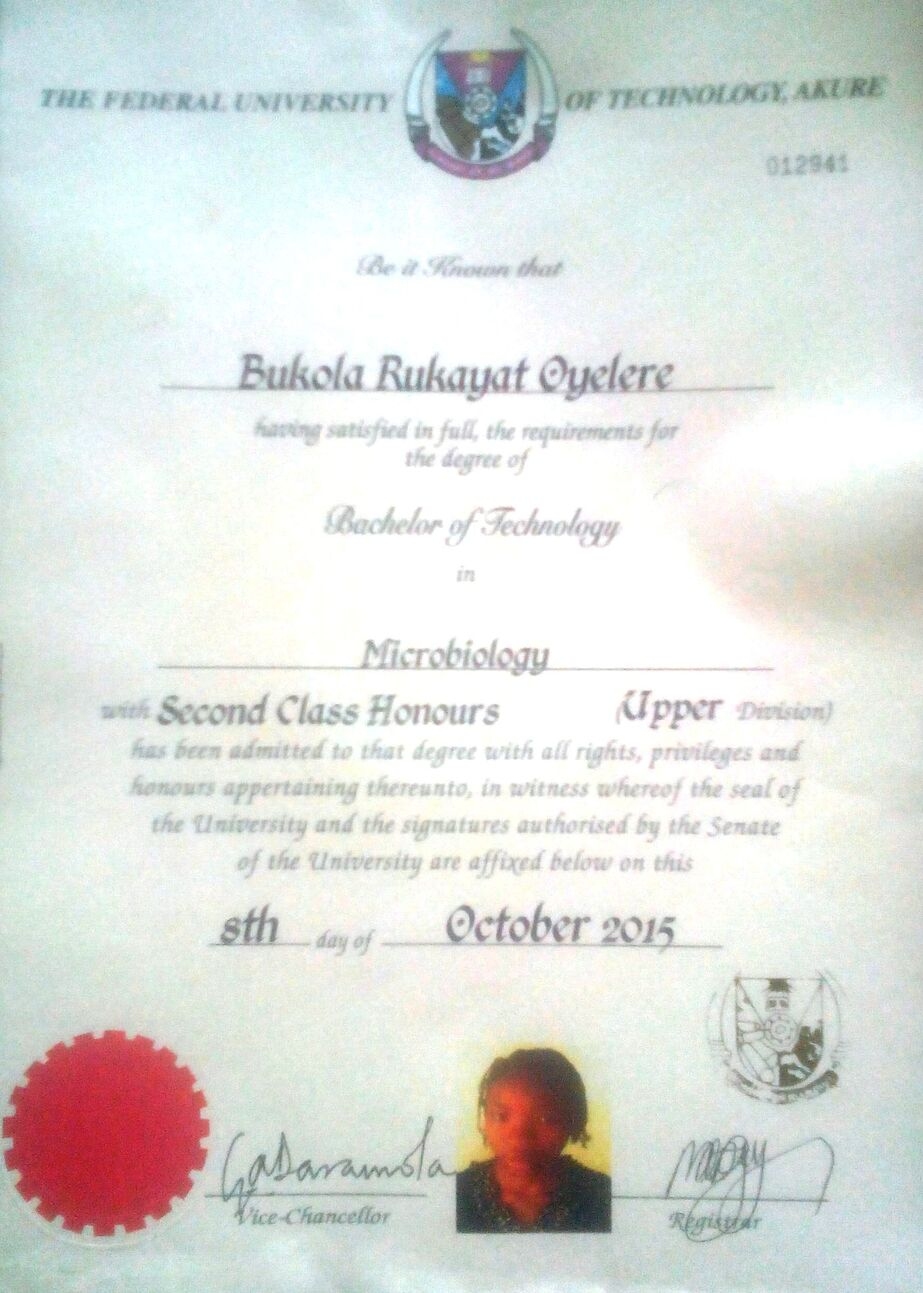 THE FEDERAL UNIVERSITY OF TECHNOLOGY, AKURE
012941
Be it Known that
Bukola Rukayat Oyelere
having satisfied in full, the requirements for
the degree of
Bachelor of Technology
in
Microbiology
with Second Class Honours (Upper Division)
has been admitted to that degree with all rights, privileges and
honours appertaining thereunto, in witness whereof the seal of
the University and the signatures authorised by the Senate
of the University are affixed below on this
8th day of October 2015
Vice-Chancellor Registrar